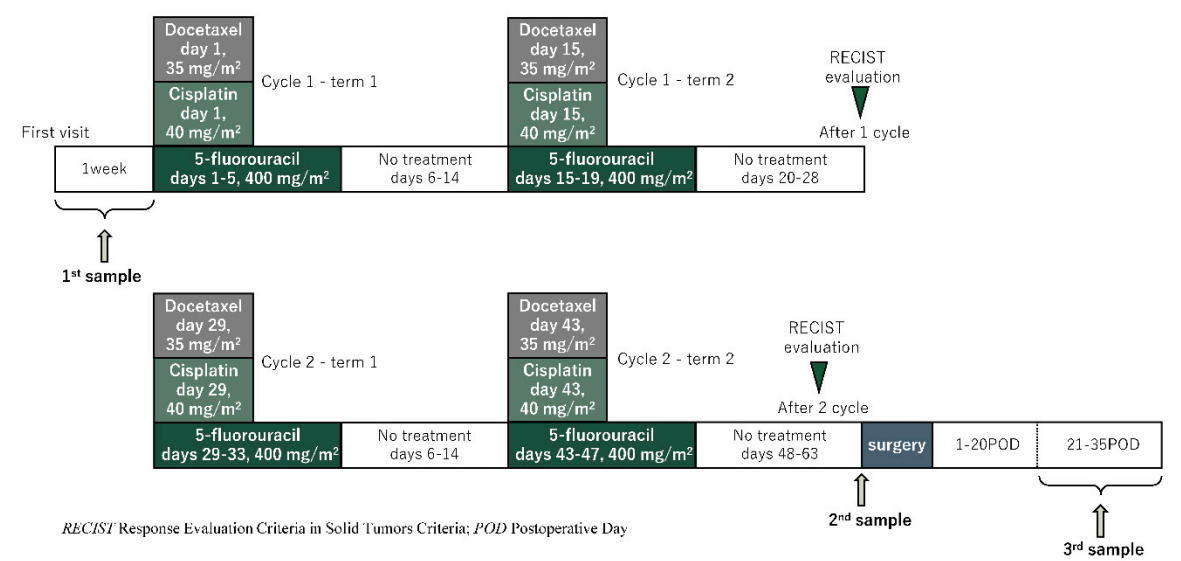 Docetaxel
day 1,
35 mg/m²
Cisplatin
day 1,
40 mg/m²
Cycle 1 - term 1
Docetaxel
day 15,
35 mg/m²
Cisplatin
day 15,
40 mg/m²
Cycle 1 - term 2
RECIST
evaluation
After 1 cycle
First visit
1week
5-fluorouracil
days 1-5, 400 mg/m²
No treatment
days 6-14
5-fluorouracil
days 15-19, 400 mg/m²
No treatment
days 20-28
1st sample
Docetaxel
day 29,
35 mg/m²
Cisplatin
day 29,
40 mg/m²
Cycle 2 - term 1
Docetaxel
day 43,
35 mg/m²
Cisplatin
day 43,
40 mg/m²
Cycle 2 - term 2
RECIST
evaluation
After 2 cycle
5-fluorouracil
days 29-33, 400 mg/m²
No treatment
days 6-14
5-fluorouracil
days 43-47, 400 mg/m²
No treatment
days 48-63
surgery
1-20POD
21-35POD
2nd sample
3rd sample
RECIST Response Evaluation Criteria in Solid Tumors Criteria; POD Postoperative Day